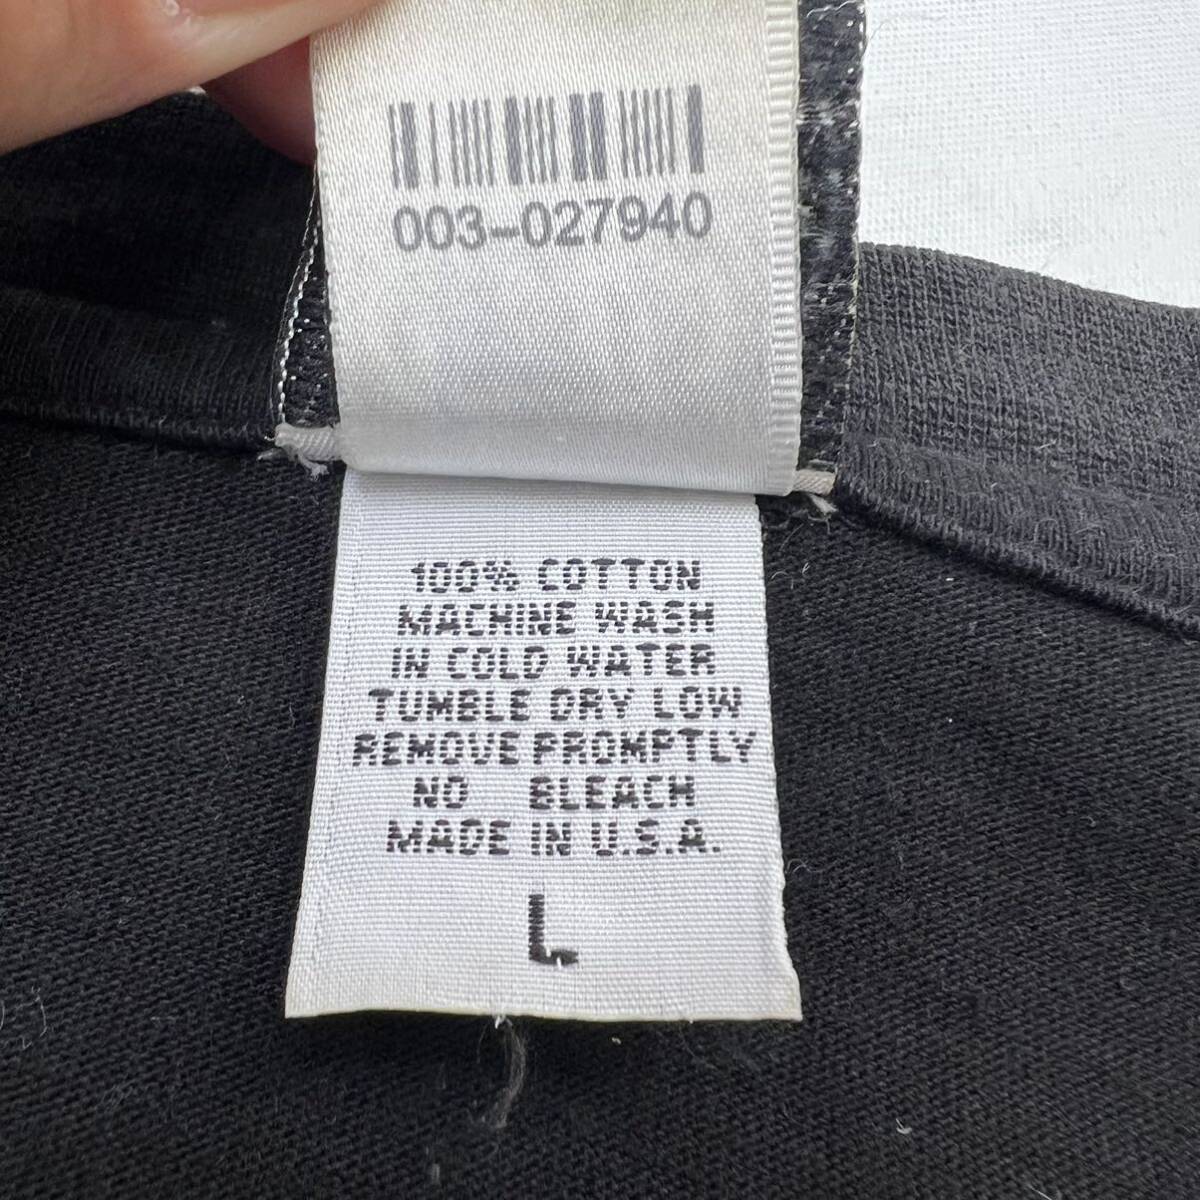 003-027940
100% COTTON
MACHINE WASH
IN COLD WATER
TUMBLE DRY LOW
REMOVE PROMPTLY
NO BLEACH
MADE IN U.S.A.
L